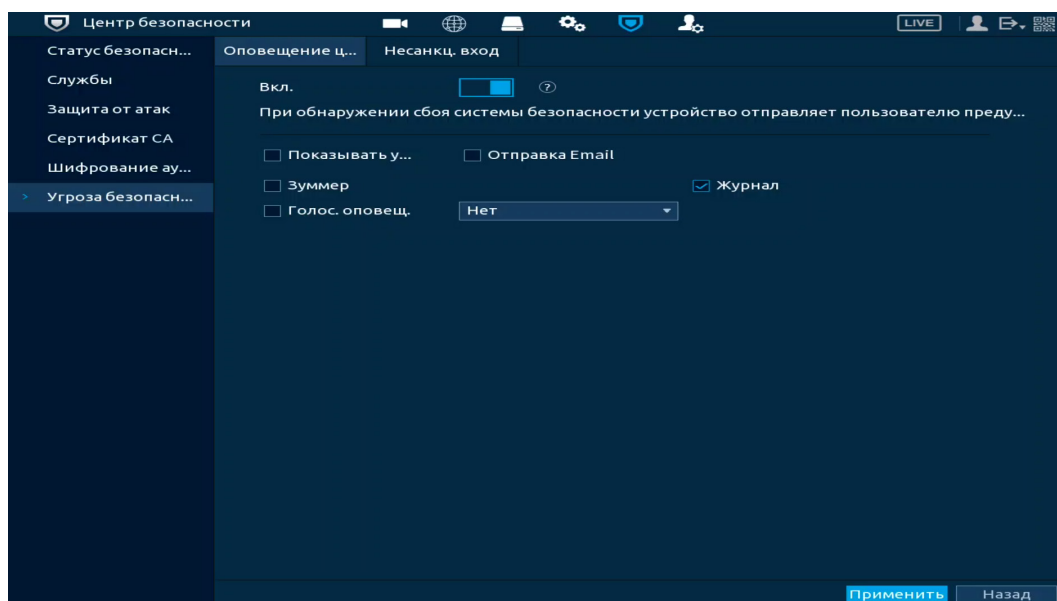 Центр безопасности LIVE
Статус безопасн...
Службы
Защита от атак
Сертификат CA
Шифрование ау...
> Угроза безопасн...
Оповещение ц... Несанкц. вход
Вкл. ?
При обнаружении сбоя системы безопасности устройство отправляет пользователю преду...
Показывать у... Отправка Email
Зуммер Журнал
Голос. оповещ. Нет
Применить Назад